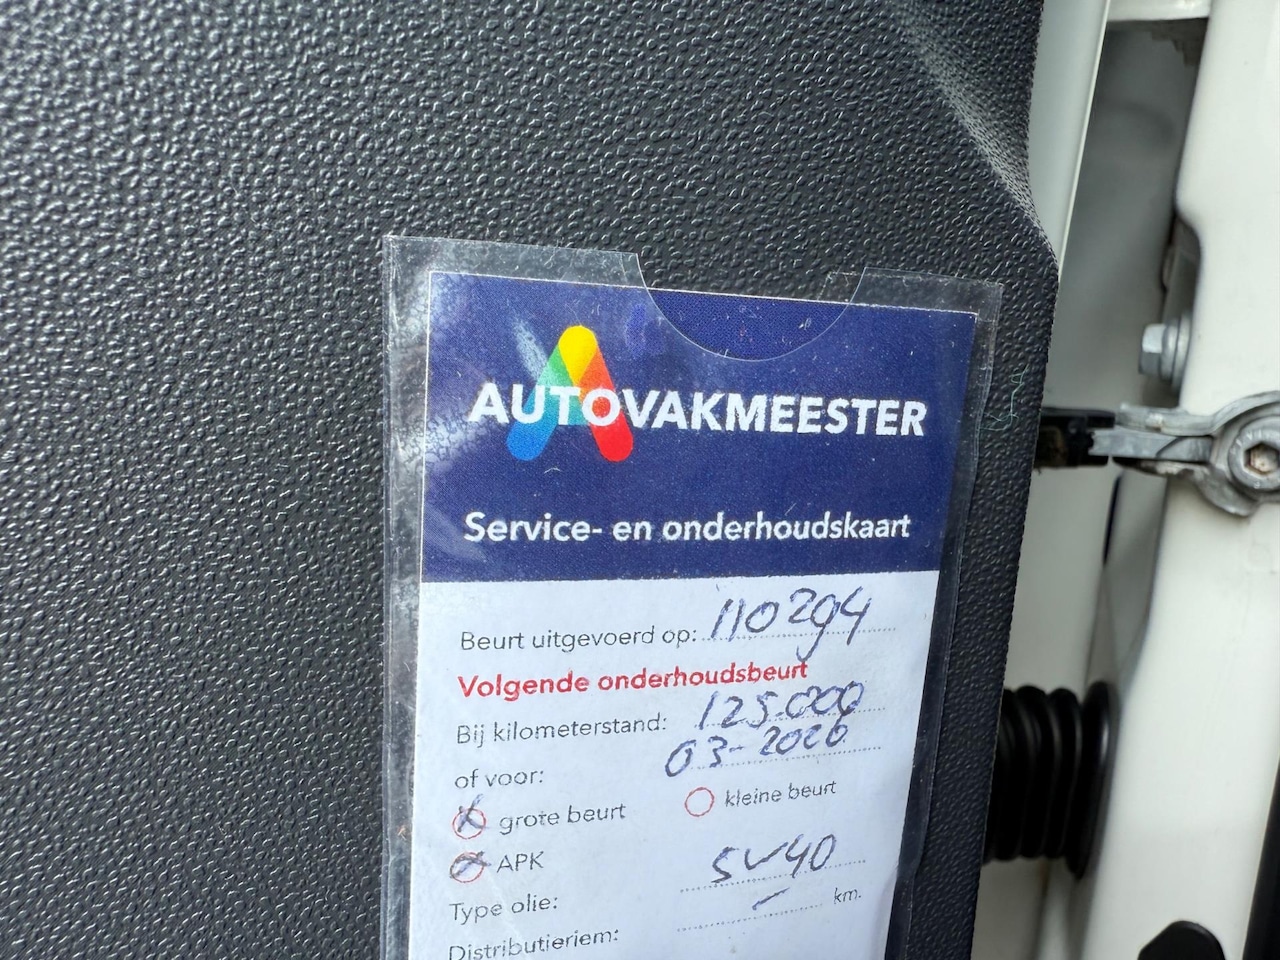 AUTOVAKMEESTER
Service- en onderhoudskaart
Beurt uitgevoerd op: 110294
Volgende onderhoudsbeurt
Bij kilometerstand: 125.000
of voor: 03-2026
grote beurt kleine beurt
APK
Type olie: 5W40
Distributieriem: - km.